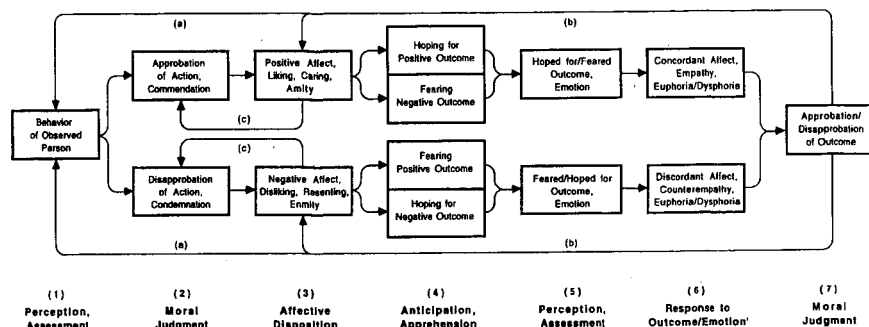 (a)
(b)
Approbation
of Action,
Commendation
Positive Affect,
Liking, Caring,
Amity
Hoping for
Positive Outcome
Fearing
Negative Outcome
Hoped for/Feared
Outcome,
Emotion
Concordant Affect,
Empathy,
Euphoria/Dysphoria
(c)
Behavior
of Observed
Person
Approbation/
Disapprobation
of Outcome
(c)
Disapprobation
of Action,
Condemnation
Negative Affect,
Disliking, Resenting,
Enmity
Fearing
Positive Outcome
Hoping for
Negative Outcome
Feared/Hoped for
Outcome,
Emotion
Discordant Affect,
Counterempathy,
Euphoria/Dysphoria
(a)
(b)
(1)
Perception,
Assessment
(2)
Moral
Judgment
(3)
Affective
Disposition
(4)
Anticipation,
Apprehension
(5)
Perception,
Assessment
(6)
Response to
Outcome/Emotion'
(7)
Moral
Judgment